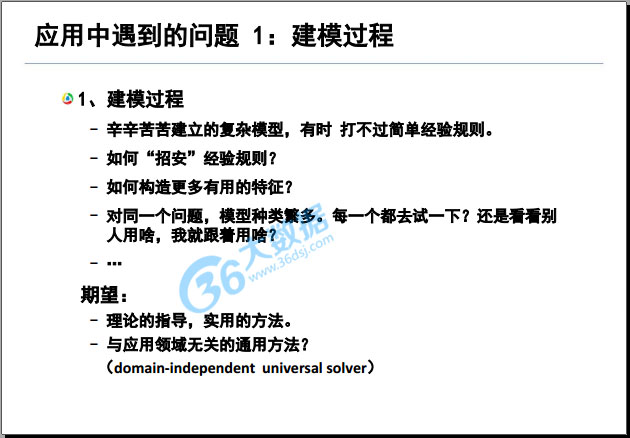 应用中遇到的问题 1：建模过程
1、建模过程
– 辛辛苦苦建立的复杂模型，有时 打不过简单经验规则。
– 如何“招安”经验规则？
– 如何构造更多有用的特征？
– 对同一个问题，模型种类繁多。每一个都去试一下？还是看看别
人用啥，我就跟着用啥？
– …
36大数据
www.36dsj.com
期望：
– 理论的指导，实用的方法。
– 与应用领域无关的通用方法？
（domain-independent universal solver）